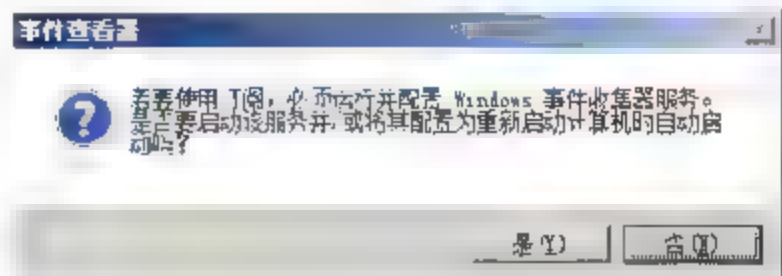 事件查看器
若要使用订阅，必须运行并配置 Windows 事件收集器服务。
是否要启动该服务并/或将其配置为重新启动计算机时自动启
动吗?
是(Y)
否(N)